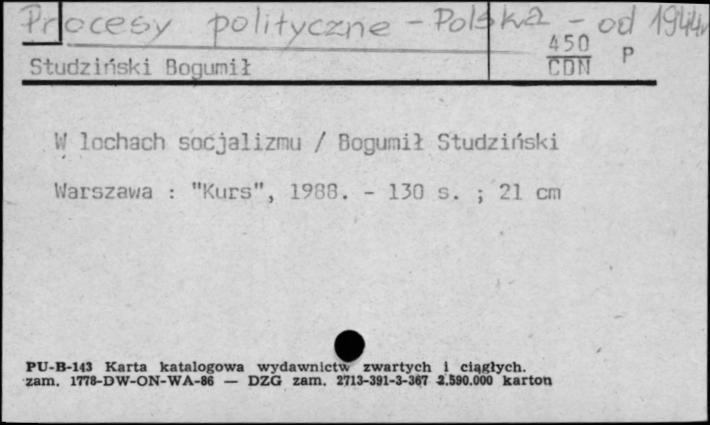 Procesy polityczne - Polska - od 1944r
450
Studziński Bogumił CDN P
W lochach socjalizmu / Bogumił Studziński
Warszawa : "Kurs", 1988. - 130 s. ; 21 cm
PU-B-143 Karta katalogowa wydawnictw zwartych i ciągłych.
zam. 1778-DW-ON-WA-86 — DZG zam. 2713-391-3-367 2.590.000 karton